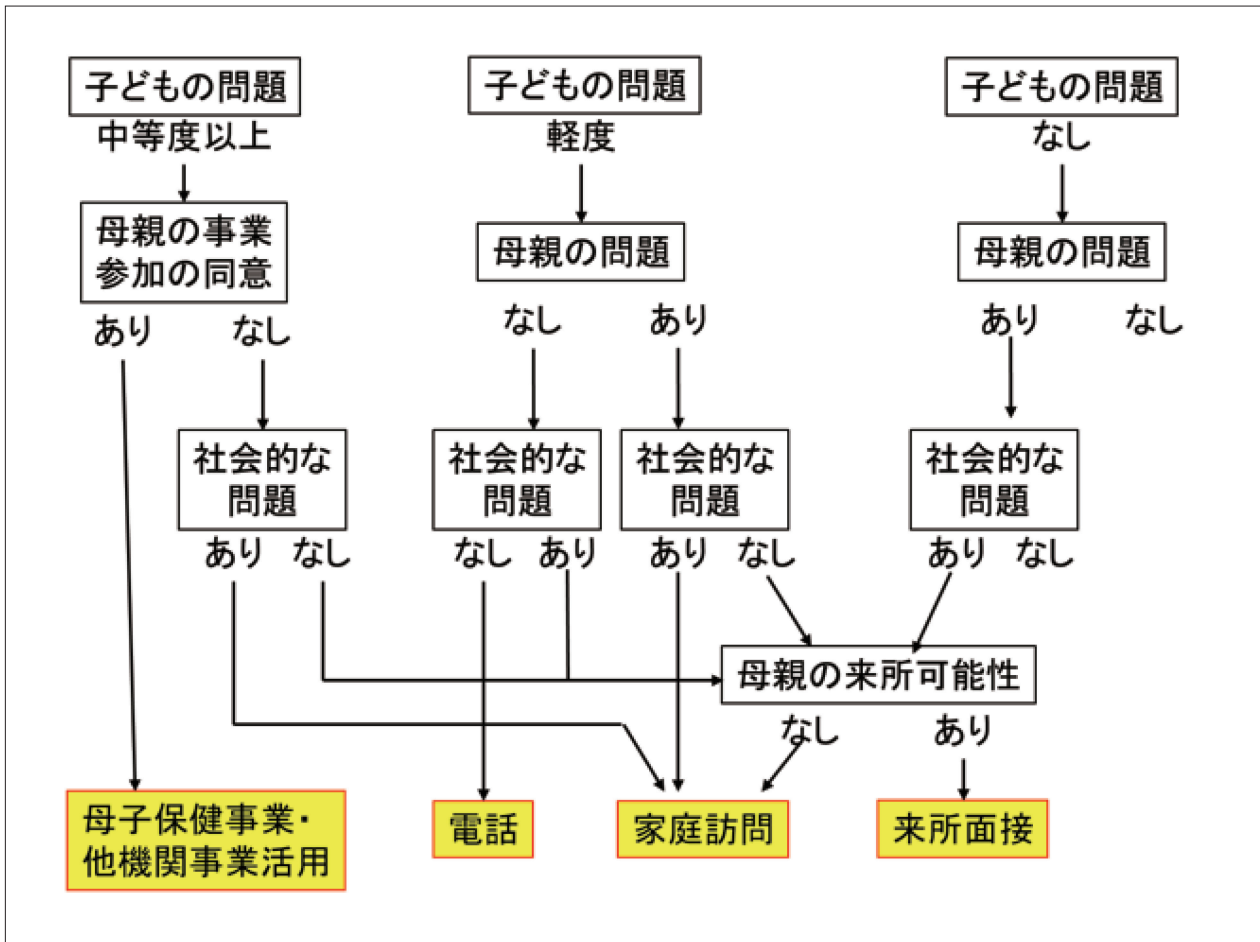 子どもの問題
中等度以上
子どもの問題
軽度
子どもの問題
なし
母親の事業
参加の同意
あり
なし
母親の問題
なし
あり
母親の問題
あり
なし
社会的な
問題
あり
なし
社会的な
問題
なし
あり
社会的な
問題
あり
なし
社会的な
問題
あり
なし
母親の来所可能性
なし
あり
母子保健事業・
他機関事業活用
電話
家庭訪問
来所面接